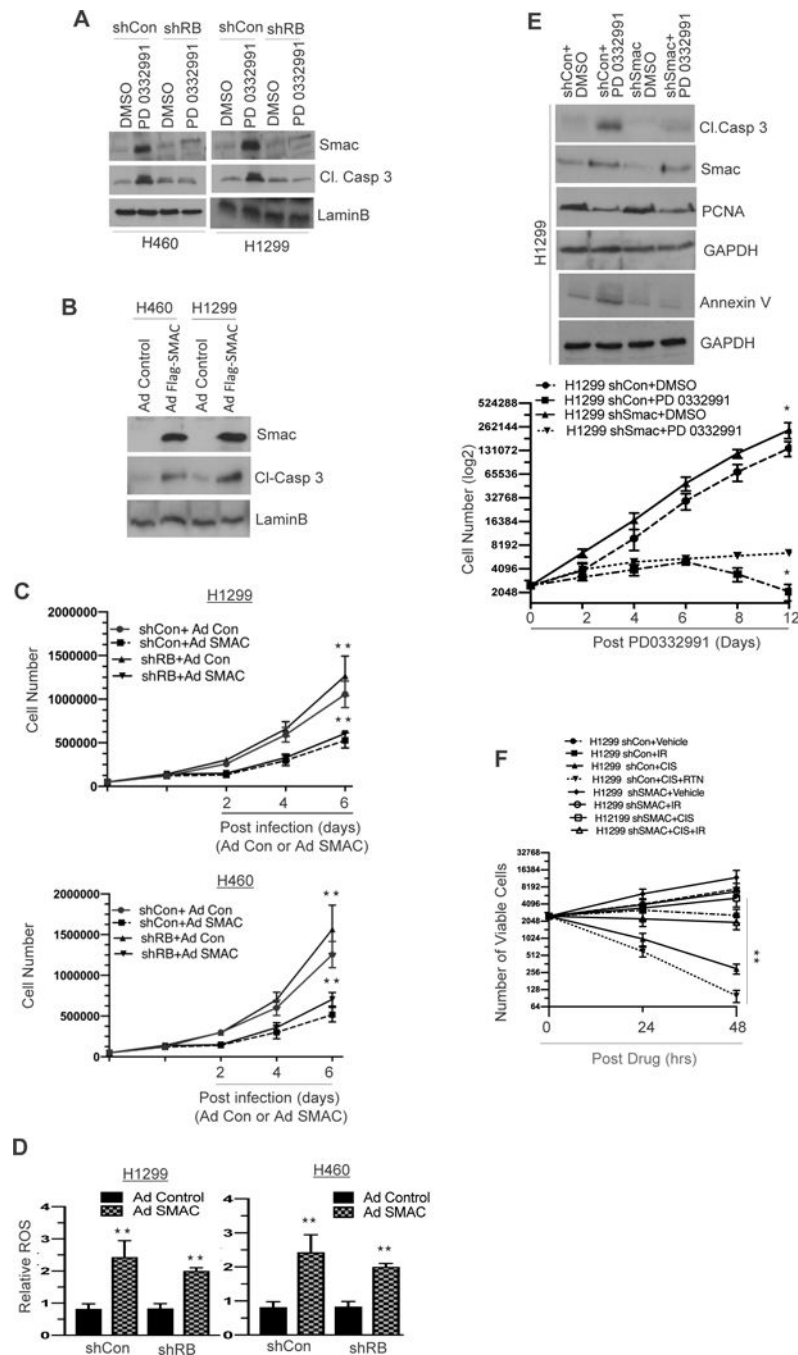 A
shCon shRB shCon shRB
DMSO PD 0332991 DMSO PD 0332991 DMSO PD 0332991 DMSO PD 0332991
Smac
Cl. Casp 3
LaminB
H460 H1299
B
H460 H1299
Ad Control Ad Flag-SMAC Ad Control Ad Flag-SMAC
Smac
Cl-Casp 3
LaminB
C
H1299
2000000
1500000
1000000
500000
0
Cell Number
shCon+ Ad Con
shCon+Ad SMAC
shRB+Ad Con
shRB+Ad SMAC
**
**
2 4 6
Post infection (days)
(Ad Con or Ad SMAC)
H460
2000000
1500000
1000000
500000
0
Cell Number
shCon+ Ad Con
shCon+Ad SMAC
shRB+Ad Con
shRB+Ad SMAC
**
**
2 4 6
Post infection (days)
(Ad Con or Ad SMAC)
D
H1299 H460
Ad Control Ad Control
Ad SMAC Ad SMAC
Relative ROS
4 4
3 3
2 2
1 1
0 0
** ** ** **
shCon shRB shCon shRB
E
shCon+ DMSO shCon+ PD 0332991 shSmac+ DMSO shSmac+ PD 0332991
H1299
Cl.Casp 3
Smac
PCNA
GAPDH
Annexin V
GAPDH
H1299 shCon+DMSO
H1299 shCon+PD 0332991
H1299 shSmac+DMSO
H1299 shSmac+PD 0332991
Cell Number (log2)
524288
262144
131072
65536
32768
16384
8192
4096
2048
*
*
0 2 4 6 8 12
Post PD0332991 (Days)
F
H1299 shCon+Vehicle
H1299 shCon+IR
H1299 shCon+CIS
H1299 shCon+CIS+RTN
H1299 shSMAC+Vehicle
H1299 shSMAC+IR
H12199 shSMAC+CIS
H1299 shSMAC+CIS+IR
Number of Viable Cells
32768
16384
8192
4096
2048
1024
512
256
128
64
**
0 24 48
Post Drug (hrs)